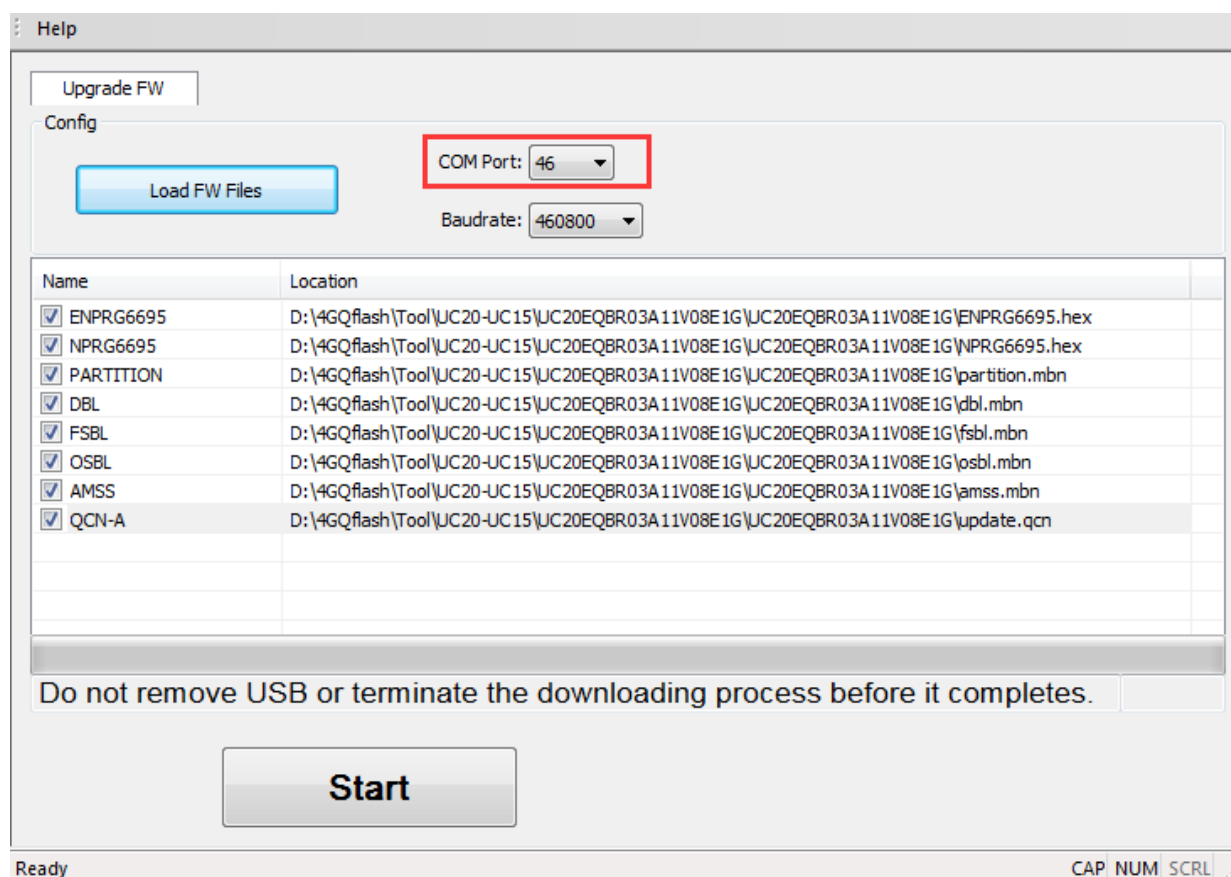 Help
Upgrade FW
Config
COM Port: 46
Load FW Files
Baudrate: 460800
Name Location
ENPRG6695 D:\4GQflash\Tool\UC20-UC15\UC20EQBR03A11V08E1G\UC20EQBR03A11V08E1G\ENPRG6695.hex
NPRG6695 D:\4GQflash\Tool\UC20-UC15\UC20EQBR03A11V08E1G\UC20EQBR03A11V08E1G\NPRG6695.hex
PARTITION D:\4GQflash\Tool\UC20-UC15\UC20EQBR03A11V08E1G\UC20EQBR03A11V08E1G\partition.mbn
DBL D:\4GQflash\Tool\UC20-UC15\UC20EQBR03A11V08E1G\UC20EQBR03A11V08E1G\dbl.mbn
FSBL D:\4GQflash\Tool\UC20-UC15\UC20EQBR03A11V08E1G\UC20EQBR03A11V08E1G\fsbl.mbn
OSBL D:\4GQflash\Tool\UC20-UC15\UC20EQBR03A11V08E1G\UC20EQBR03A11V08E1G\osbl.mbn
AMSS D:\4GQflash\Tool\UC20-UC15\UC20EQBR03A11V08E1G\UC20EQBR03A11V08E1G\amss.mbn
QCN-A D:\4GQflash\Tool\UC20-UC15\UC20EQBR03A11V08E1G\UC20EQBR03A11V08E1G\update.qcn
Do not remove USB or terminate the downloading process before it completes.
Start
Ready CAP NUM SCRL